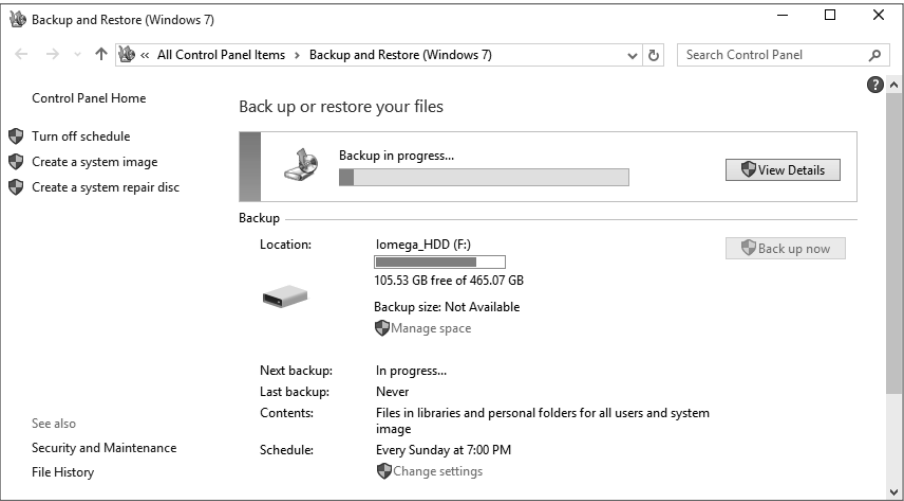 Backup and Restore (Windows 7)
« All Control Panel Items › Backup and Restore (Windows 7)
Search Control Panel
Control Panel Home
Turn off schedule
Create a system image
Create a system repair disc
See also
Security and Maintenance
File History
Back up or restore your files
Backup in progress...
View Details
Backup
Location:
Iomega_HDD (F:)
105.53 GB free of 465.07 GB
Backup size: Not Available
Manage space
Back up now
Next backup: In progress...
Last backup: Never
Contents: Files in libraries and personal folders for all users and system
image
Schedule: Every Sunday at 7:00 PM
Change settings